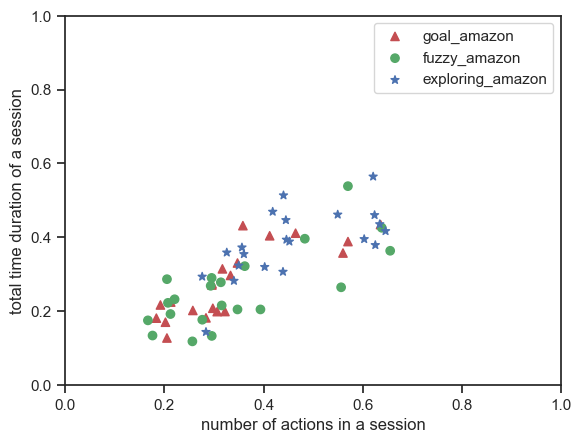 goal_amazon
fuzzy_amazon
exploring_amazon
total time duration of a session
1.0
0.8
0.6
0.4
0.2
0.0
0.0 0.2 0.4 0.6 0.8 1.0
number of actions in a session